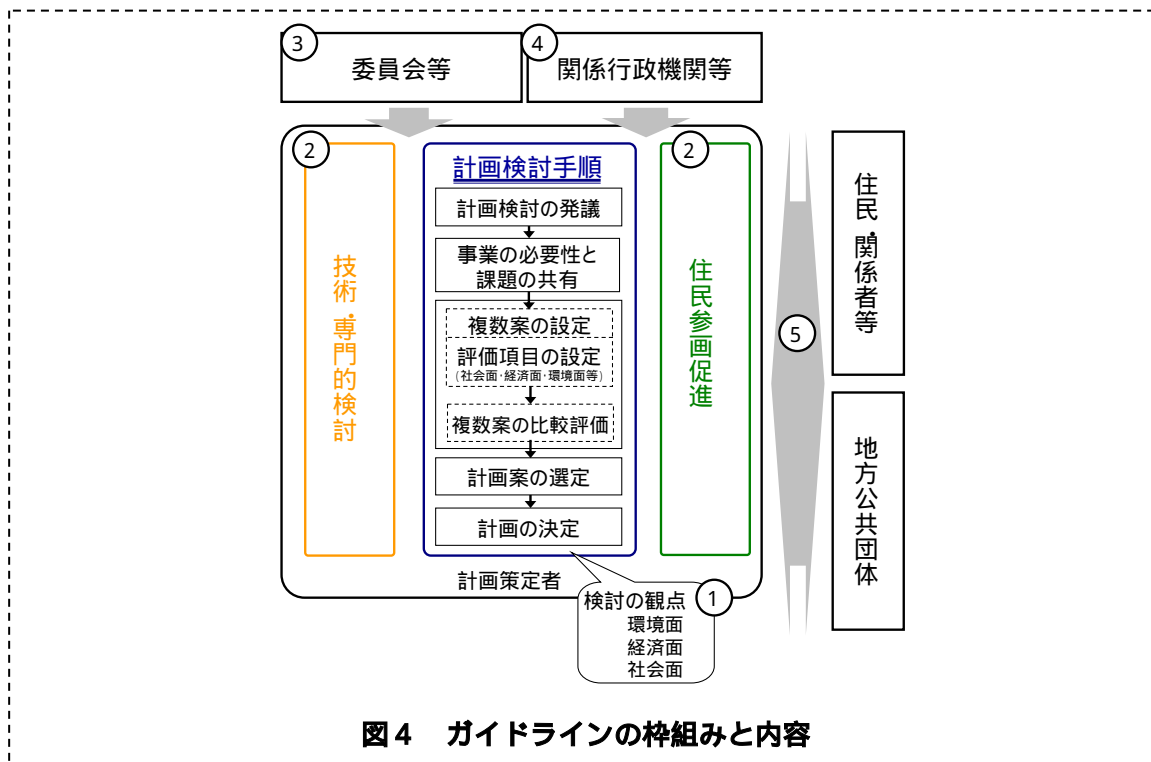 ③
委員会等
④
関係行政機関等
②
技術・専門的検討
計画検討手順
計画検討の発議
事業の必要性と
課題の共有
複数案の設定
評価項目の設定
(社会面・経済面・環境面等)
複数案の比較評価
計画案の選定
計画の決定
②
住民参画促進
計画策定者
検討の観点
①
環境面
経済面
社会面
⑤
住民・関係者等
地方公共団体
図４　ガイドラインの枠組みと内容